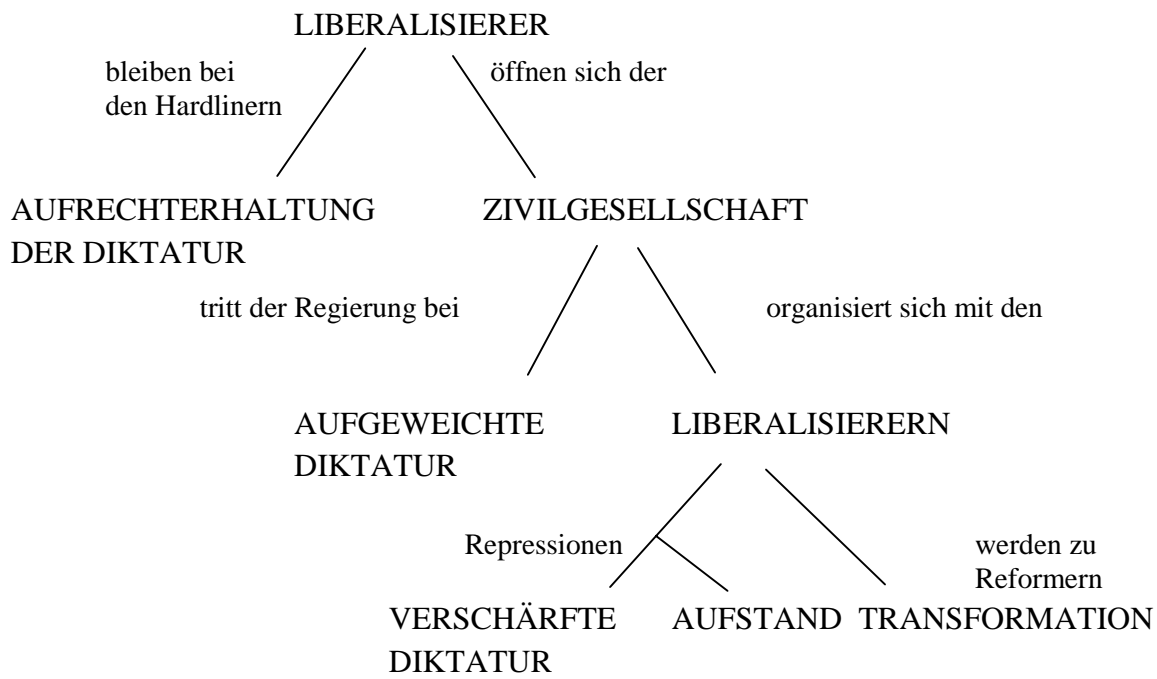 LIBERALISIERER
bleiben bei
den Hardlinern
öffnen sich der
AUFRECHTERHALTUNG
DER DIKTATUR
ZIVILGESELLSCHAFT
tritt der Regierung bei
organisiert sich mit den
AUFGEWEICHTE
DIKTATUR
LIBERALISIERERN
Repressionen
werden zu
Reformern
VERSCHÄRFTE
DIKTATUR
AUFSTAND
TRANSFORMATION